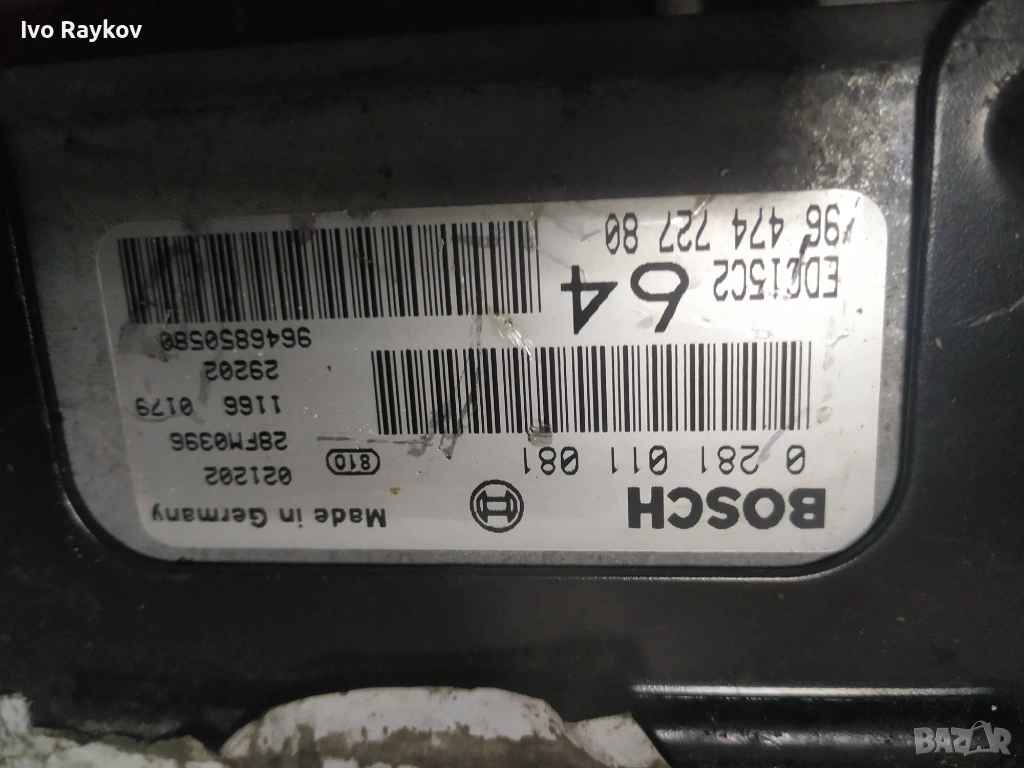 Ivo Raykov
BOSCH
Made in Germany
0 281 011 081
810
021202
28FM0396
1166 0179
29202
9646850580
64
EDC15C2
96 474 727 80
BAZAR